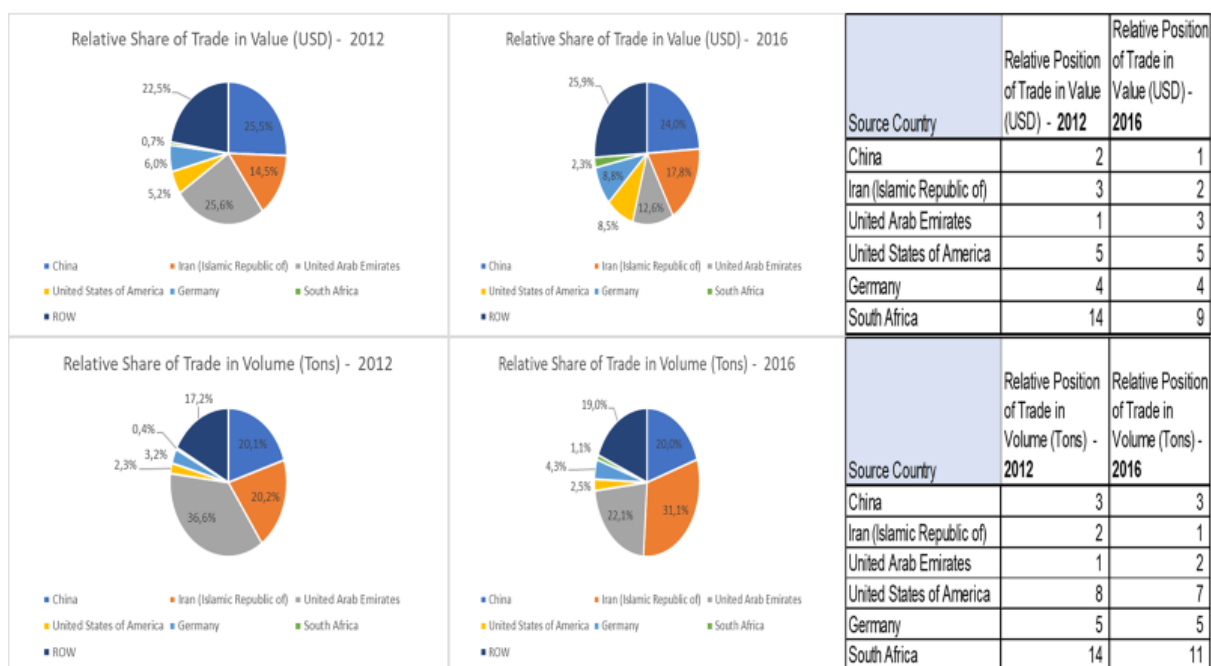 Relative Share of Trade in Value (USD) - 2012
22,5%
25,5%
0,7%
6,0%
14,5%
5,2%
25,6%
China Iran (Islamic Republic of) United Arab Emirates
United States of America Germany South Africa
ROW
Relative Share of Trade in Value (USD) - 2016
25,9%
24,0%
2,3%
8,8%
17,8%
12,6%
8,5%
China Iran (Islamic Republic of) United Arab Emirates
United States of America Germany South Africa
ROW
Source Country
Relative Position
of Trade in Value
(USD) - 2012
Relative Position
of Trade in
Value (USD) -
2016
China 2 1
Iran (Islamic Republic of) 3 2
United Arab Emirates 1 3
United States of America 5 5
Germany 4 4
South Africa 14 9
Relative Share of Trade in Volume (Tons) - 2012
17,2%
20,1%
0,4%
3,2%
2,3%
20,2%
36,6%
China Iran (Islamic Republic of) United Arab Emirates
United States of America Germany South Africa
ROW
Relative Share of Trade in Volume (Tons) - 2016
19,0%
20,0%
1,1%
4,3%
2,5%
31,1%
22,1%
China Iran (Islamic Republic of) United Arab Emirates
United States of America Germany South Africa
ROW
Source Country
Relative Position
of Trade in
Volume (Tons) -
2012
Relative Position
of Trade in
Volume (Tons) -
2016
China 3 3
Iran (Islamic Republic of) 2 1
United Arab Emirates 1 2
United States of America 8 7
Germany 5 5
South Africa 14 11